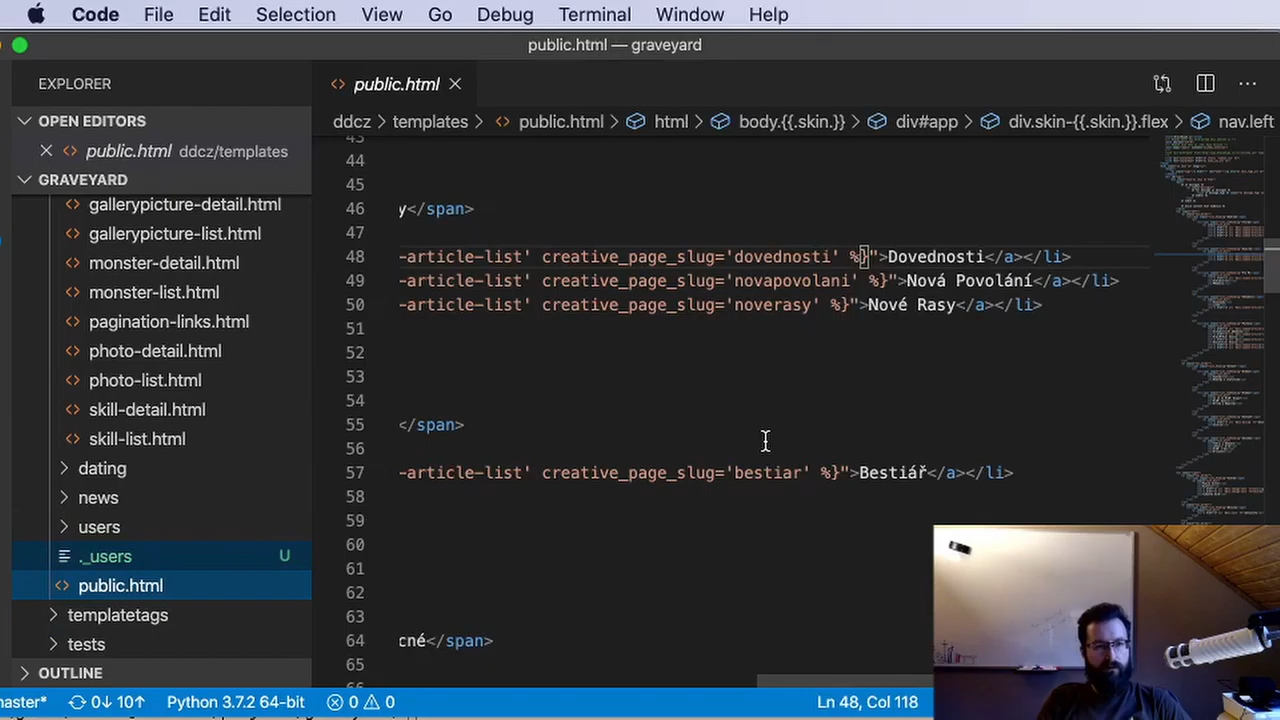 Code File Edit Selection View Go Debug Terminal Window Help
public.html — graveyard
EXPLORER
OPEN EDITORS
public.html ddcz/templates
GRAVEYARD
gallerypicture-detail.html
gallerypicture-list.html
monster-detail.html
monster-list.html
pagination-links.html
photo-detail.html
photo-list.html
skill-detail.html
skill-list.html
dating
news
users
._users U
public.html
templatetags
tests
OUTLINE
public.html
ddcz > templates > public.html > html > body.{{.skin.}} > div#app > div.skin-{{.skin.}}.flex > nav.left
43
44
45
46 y</span>
47
48 -article-list' creative_page_slug='dovednosti' %}">Dovednosti</a></li>
49 -article-list' creative_page_slug='novapovolani' %}">Nová Povolání</a></li>
50 -article-list' creative_page_slug='noverasy' %}">Nové Rasy</a></li>
51
52
53
54
55 </span>
56
57 -article-list' creative_page_slug='bestiar' %}">Bestiář</a></li>
58
59
60
61
62
63
64 cné</span>
65
master* 0↓ 10↑ Python 3.7.2 64-bit 0 0 Ln 48, Col 118